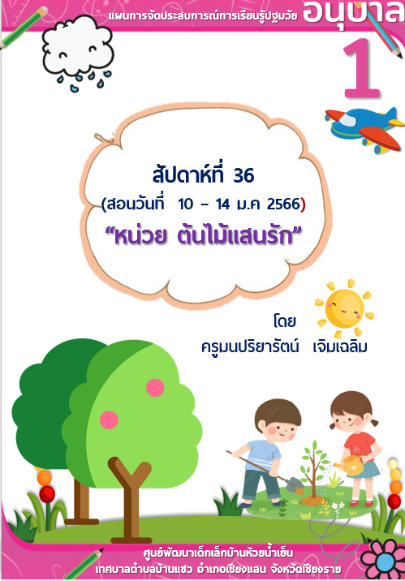 แผนการจัดประสบการณ์การเรียนรู้ปฐมวัย อนุบาล
1
สัปดาห์ที่ 36
(สอนวันที่ 10 – 14 ม.ค 2566)
“หน่วย ต้นไม้แสนรัก”
โดย
ครูมนปริยารัตน์ เจิมเฉลิม
ศูนย์พัฒนาเด็กเล็กบ้านห้วยน้ำเย็น
เทศบาลตำบลบ้านแซว อำเภอเชียงแสน จังหวัดเชียงราย